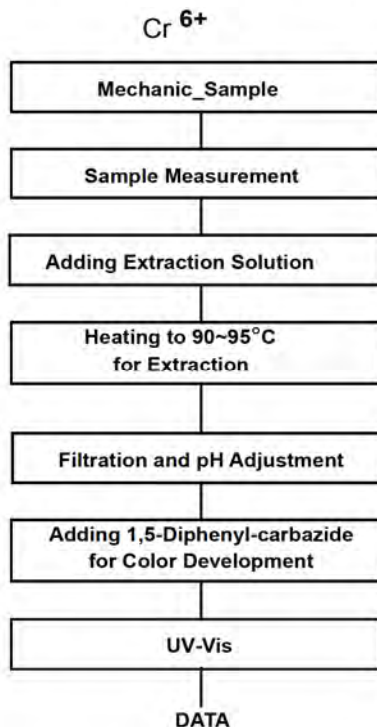 Cr 6+
Mechanic_Sample
Sample Measurement
Adding Extraction Solution
Heating to 90~95°C
for Extraction
Filtration and pH Adjustment
Adding 1,5-Diphenyl-carbazide
for Color Development
UV-Vis
DATA